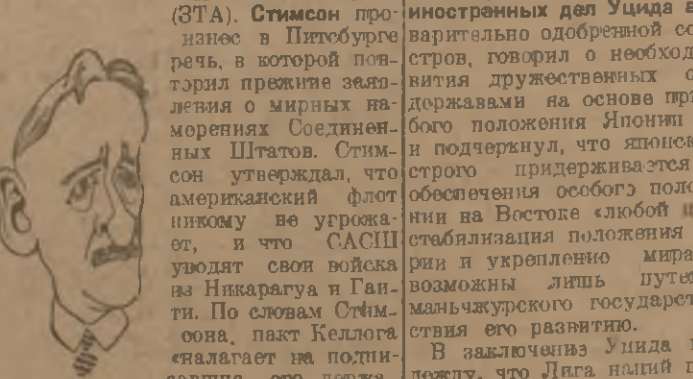 (ЗТА). Стимсон про-
изнес в Питсбурге
речь, в которой пов-
торил прежние заяв-
ления о мирных на-
мерениях Соединен-
ных Штатов. Стим-
сон утверждал, что
американский флот
никому не угрожа-
ет, и что САСШ
уводят свои войска
из Никарагуа и Гаи-
ти. По словам Стим-
сона, пакт Келлога
«налагает на подпи-
иностранных дел Уцида в
варительно одобренной со
стров, говорил о необход
вития дружественных о
державами на основе пр
бого положения Японии
и подчеркнул, что японск
строго придерживается
обеспечения особого поло
нии на Востоке «любой
стабилизация положения
рии и укрепление мира
возможны лишь путе
маньчжурского государст
ствия его развитию.
В заключение Уцида
дежду, что Лига наций п